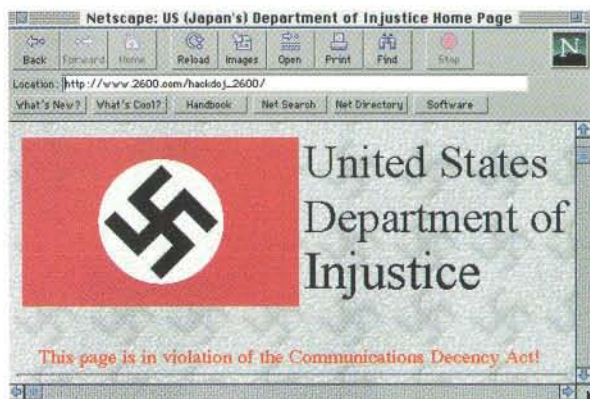 Netscape: US (Japan's) Department of Injustice Home Page
Back Forward Home Reload Images Open Print Find Stop
N
Location: http://www.2600.com/hackdoj_2600/
What's New? What's Cool? Handbook Net Search Net Directory Software
United States
Department of
Injustice
This page is in violation of the Communications Decency Act!